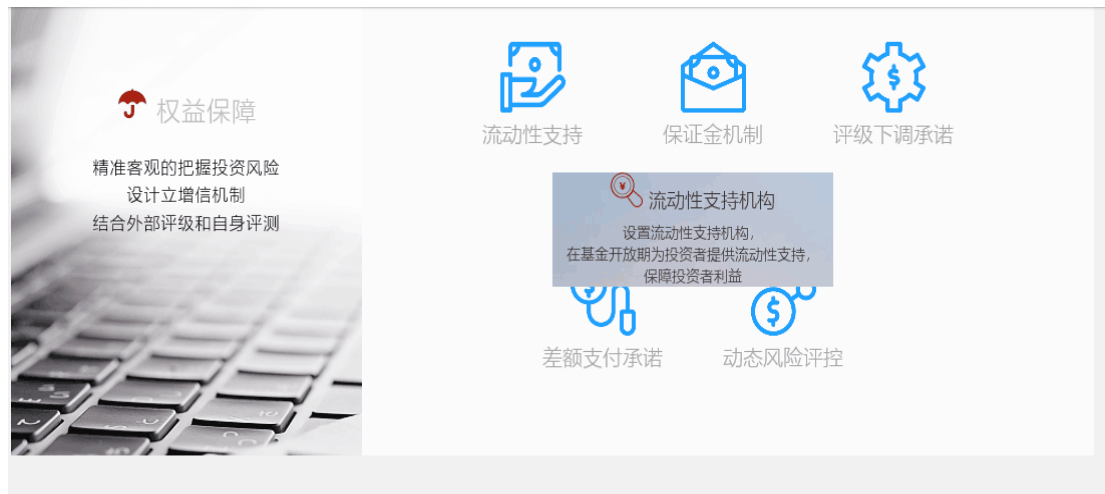 权益保障
精准客观的把握投资风险
设计立增信机制
结合外部评级和自身评测
流动性支持
保证金机制
评级下调承诺
流动性支持机构
设置流动性支持机构,
在基金开放期为投资者提供流动性支持,
保障投资者利益
差额支付承诺
动态风险评控